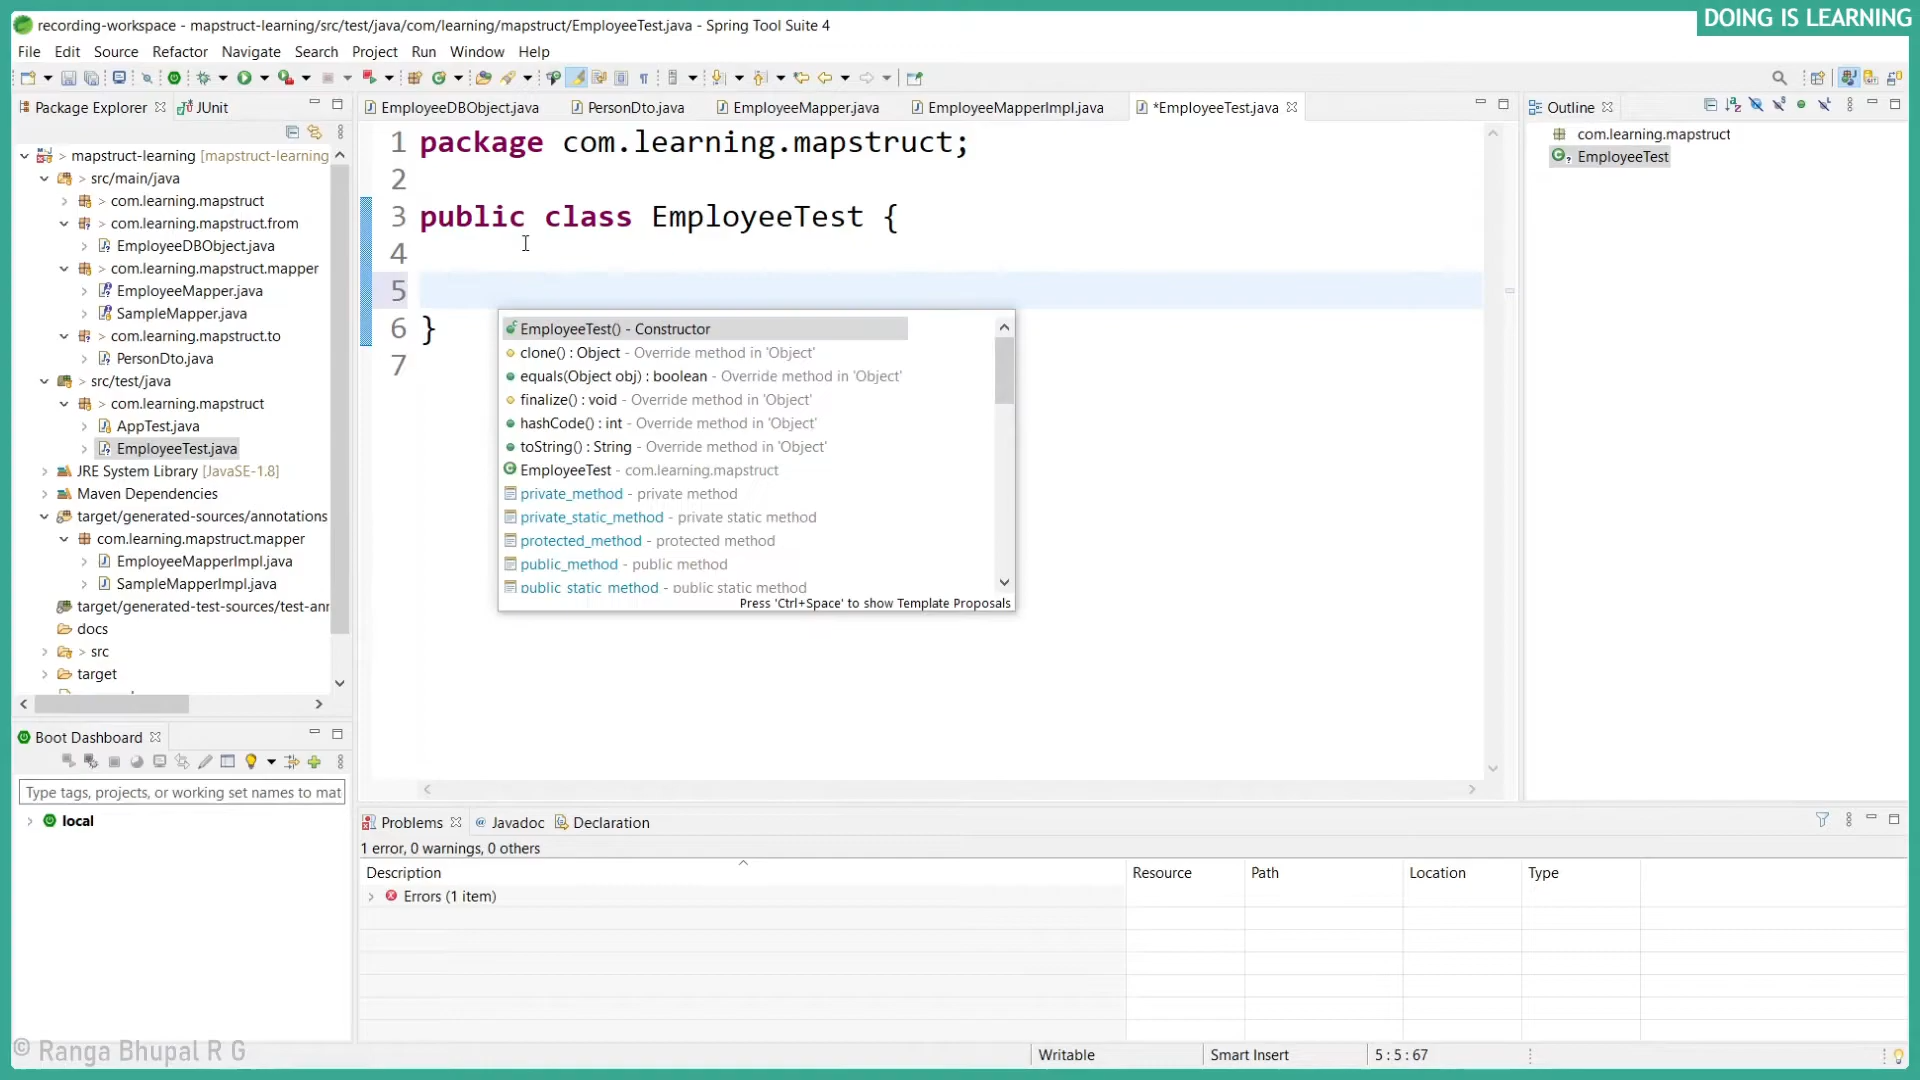 DOING IS LEARNING
recording-workspace - mapstruct-learning/src/test/java/com/learning/mapstruct/EmployeeTest.java - Spring Tool Suite 4
File Edit Source Refactor Navigate Search Project Run Window Help
Package Explorer JUnit
EmployeeDBObject.java PersonDto.java EmployeeMapper.java EmployeeMapperImpl.java *EmployeeTest.java
Outline
> mapstruct-learning [mapstruct-learning
> src/main/java
> com.learning.mapstruct
> com.learning.mapstruct.from
EmployeeDBObject.java
> com.learning.mapstruct.mapper
EmployeeMapper.java
SampleMapper.java
> com.learning.mapstruct.to
PersonDto.java
> src/test/java
> com.learning.mapstruct
AppTest.java
EmployeeTest.java
JRE System Library [JavaSE-1.8]
Maven Dependencies
target/generated-sources/annotations
com.learning.mapstruct.mapper
EmployeeMapperImpl.java
SampleMapperImpl.java
target/generated-test-sources/test-anr
docs
> src
target
1 package com.learning.mapstruct;
2
3 public class EmployeeTest {
4
5
6 }
7
EmployeeTest() - Constructor
clone() : Object - Override method in 'Object'
equals(Object obj) : boolean - Override method in 'Object'
finalize() : void - Override method in 'Object'
hashCode() : int - Override method in 'Object'
toString() : String - Override method in 'Object'
EmployeeTest - com.learning.mapstruct
private_method - private method
private_static_method - private static method
protected_method - protected method
public_method - public method
public static method - public static method
Press 'Ctrl+Space' to show Template Proposals
com.learning.mapstruct
EmployeeTest
Boot Dashboard
Type tags, projects, or working set names to mat
local
Problems @ Javadoc Declaration
1 error, 0 warnings, 0 others
Description Resource Path Location Type
Errors (1 item)
Writable Smart Insert 5 : 5 : 67
© Ranga Bhupal R G